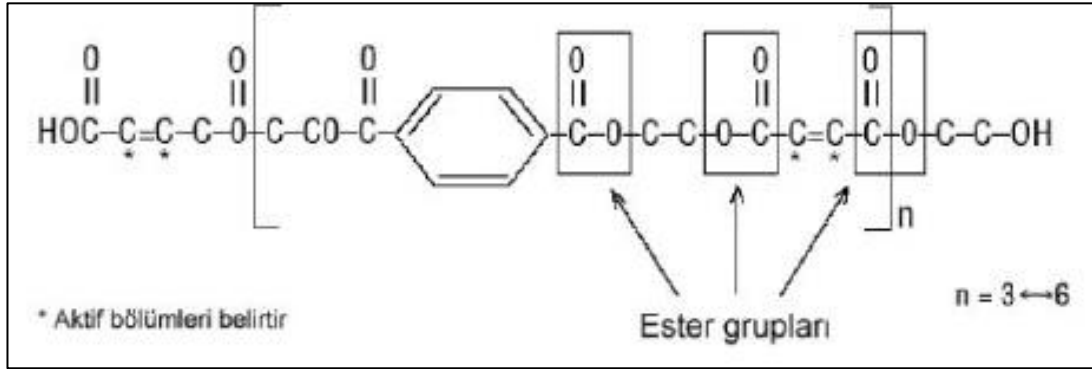 O O O O O O
HOC-C=C-C-O-C-CO-C C-O-C-C-O-C-C=C-C-O-C-C-OH
* * * *
n
n = 3↔6
* Aktif bölümleri belirtir
Ester grupları